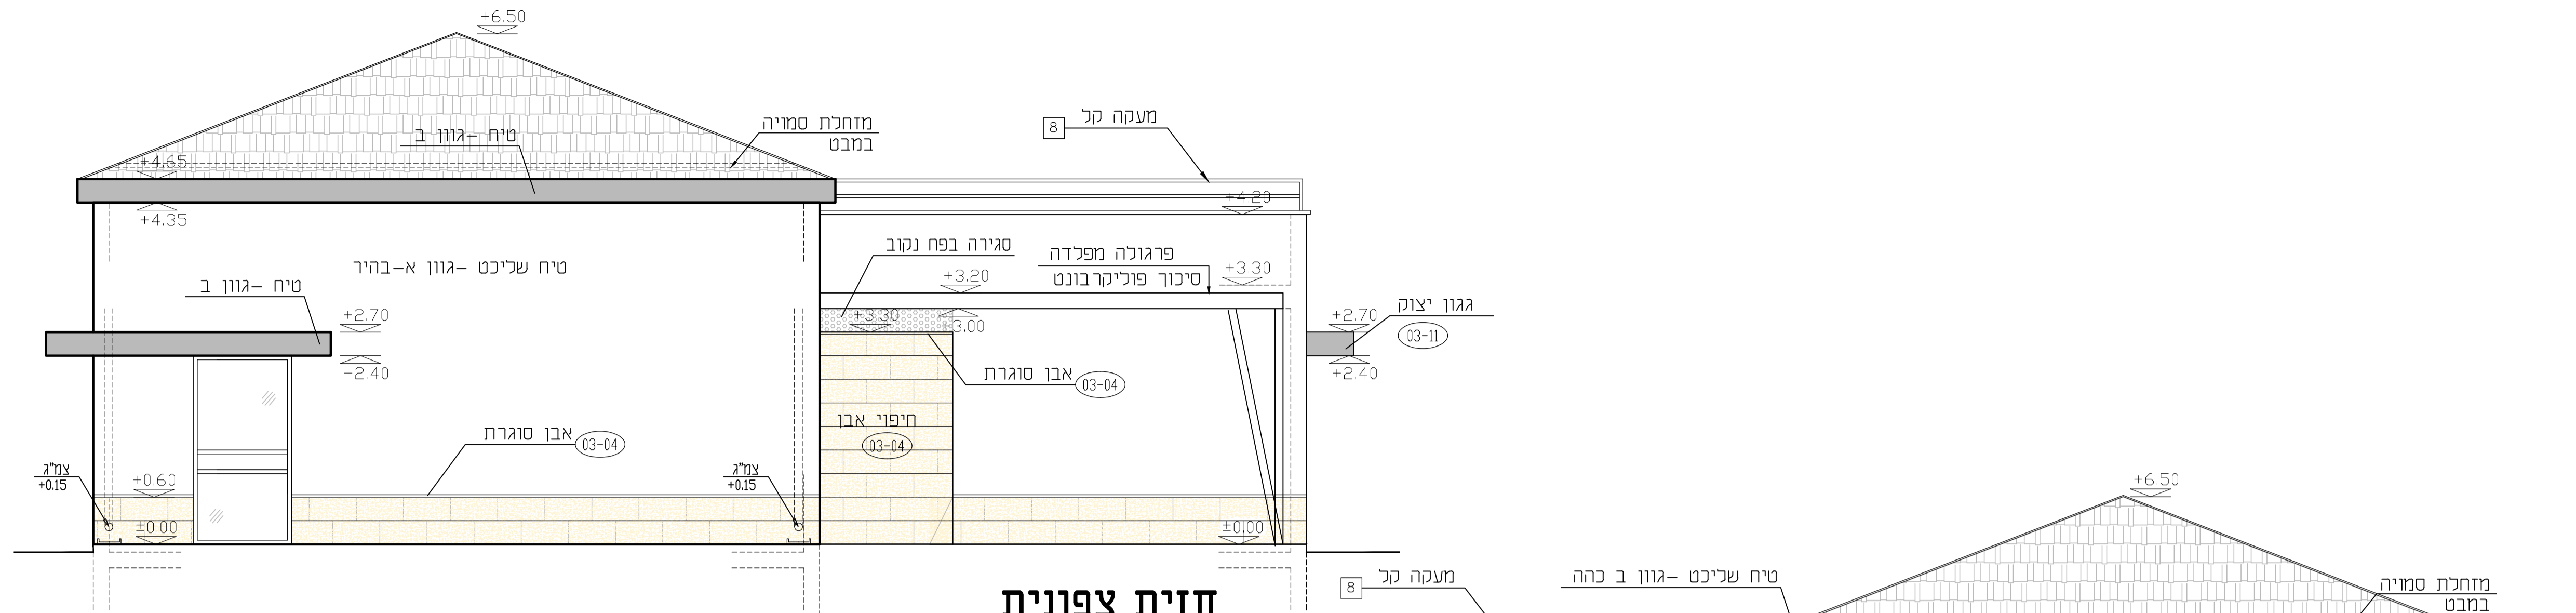 +6.50
טיח -גוון ב
מזחלת סמויה
במבט
8
מעקה קל
+4.65
+4.35
+4.20
טיח שליכט -גוון א-בהיר
סגירה בפח נקוב
פרגולה מפלדה
סיכוך פוליקרבונט
+3.20
+3.30
טיח -גוון ב
+2.70
+3.30
+3.00
+2.70
גגון יצוק
03-11
+2.40
+2.40
אבן סוגרת
03-04
חיפוי אבן
03-04
אבן סוגרת
03-04
צמ"ג
+0.15
+0.60
צמ"ג
+0.15
±0.00
±0.00
חזית צפונית
+6.50
8
מעקה קל
טיח שליכט -גוון ב כהה
מזחלת סמויה
במבט